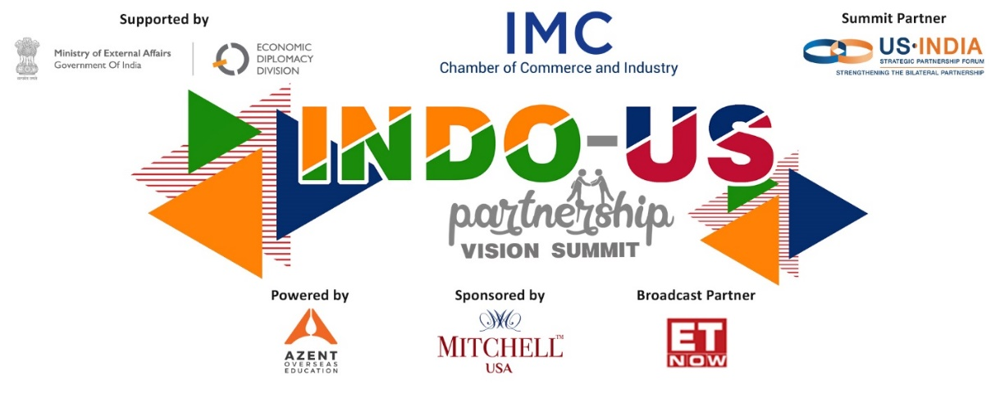 Supported by
Ministry of External Affairs
Government Of India
ECONOMIC
DIPLOMACY
DIVISION
IMC
Chamber of Commerce and Industry
Summit Partner
US·INDIA
STRATEGIC PARTNERSHIP FORUM
STRENGTHENING THE BILATERAL PARTNERSHIP
INDO-US
partnership
VISION SUMMIT
Powered by
AZENT
OVERSEAS
EDUCATION
Sponsored by
MITCHELL™
USA
Broadcast Partner
ET
NOW